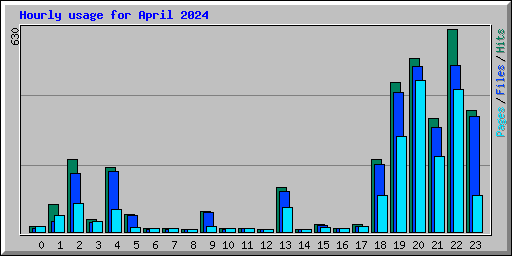 Hourly usage for April 2024
630
Pages/Files/Hits
0 1 2 3 4 5 6 7 8 9 10 11 12 13 14 15 16 17 18 19 20 21 22 23